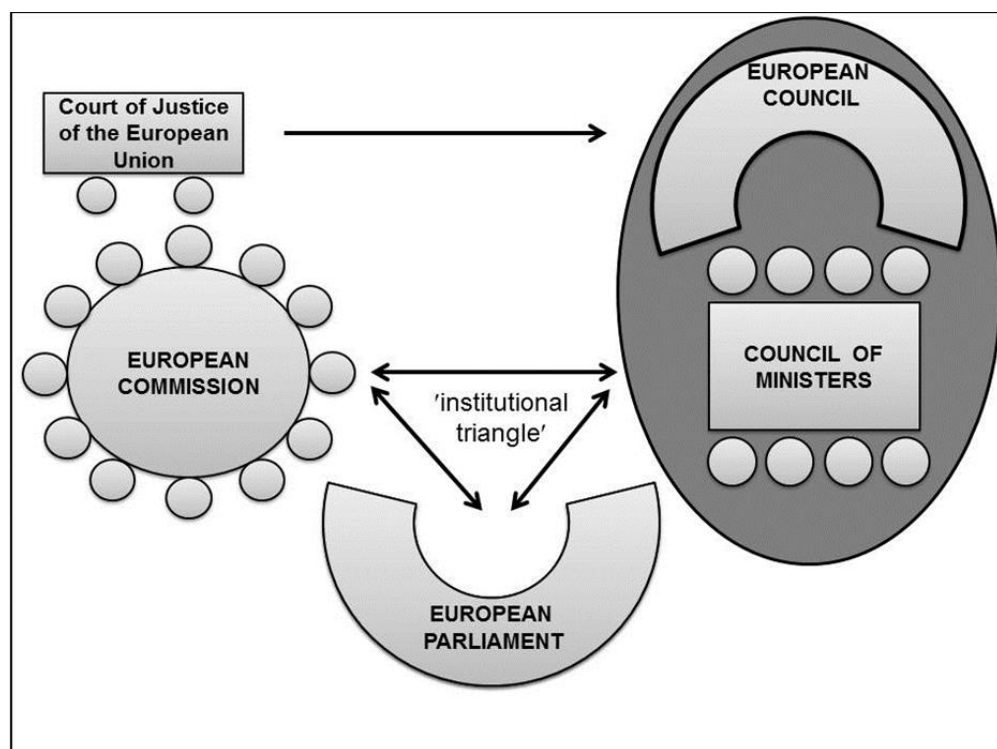 Court of Justice
of the European
Union
EUROPEAN
COUNCIL
EUROPEAN
COMMISSION
'institutional
triangle'
COUNCIL OF
MINISTERS
EUROPEAN
PARLIAMENT